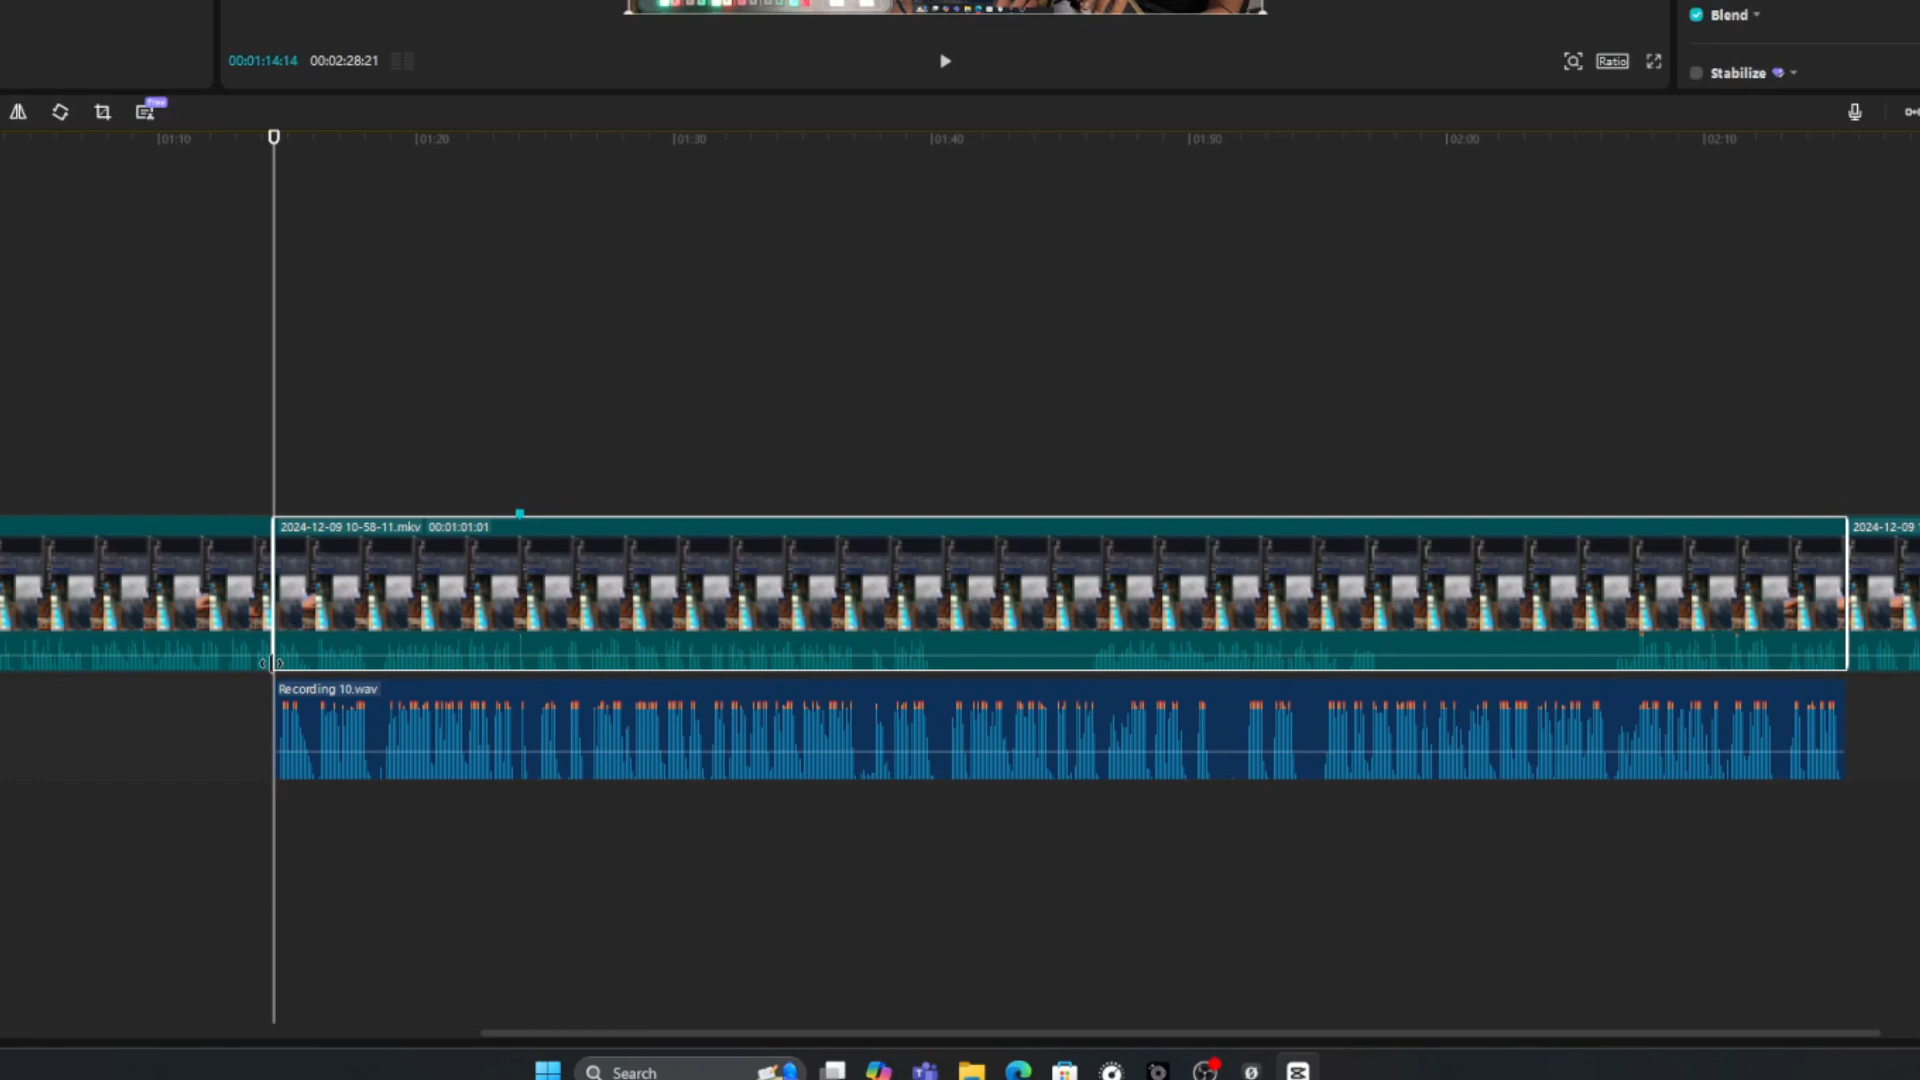 Blend
00:01:14:14 00:02:28:21
Ratio
Stabilize
Free
01:10 01:20 01:30 01:40 01:50 02:00 02:10
2024-12-09 10-58-11.mkv 00:01:01:01
2024-12-09
Recording 10.wav
Search